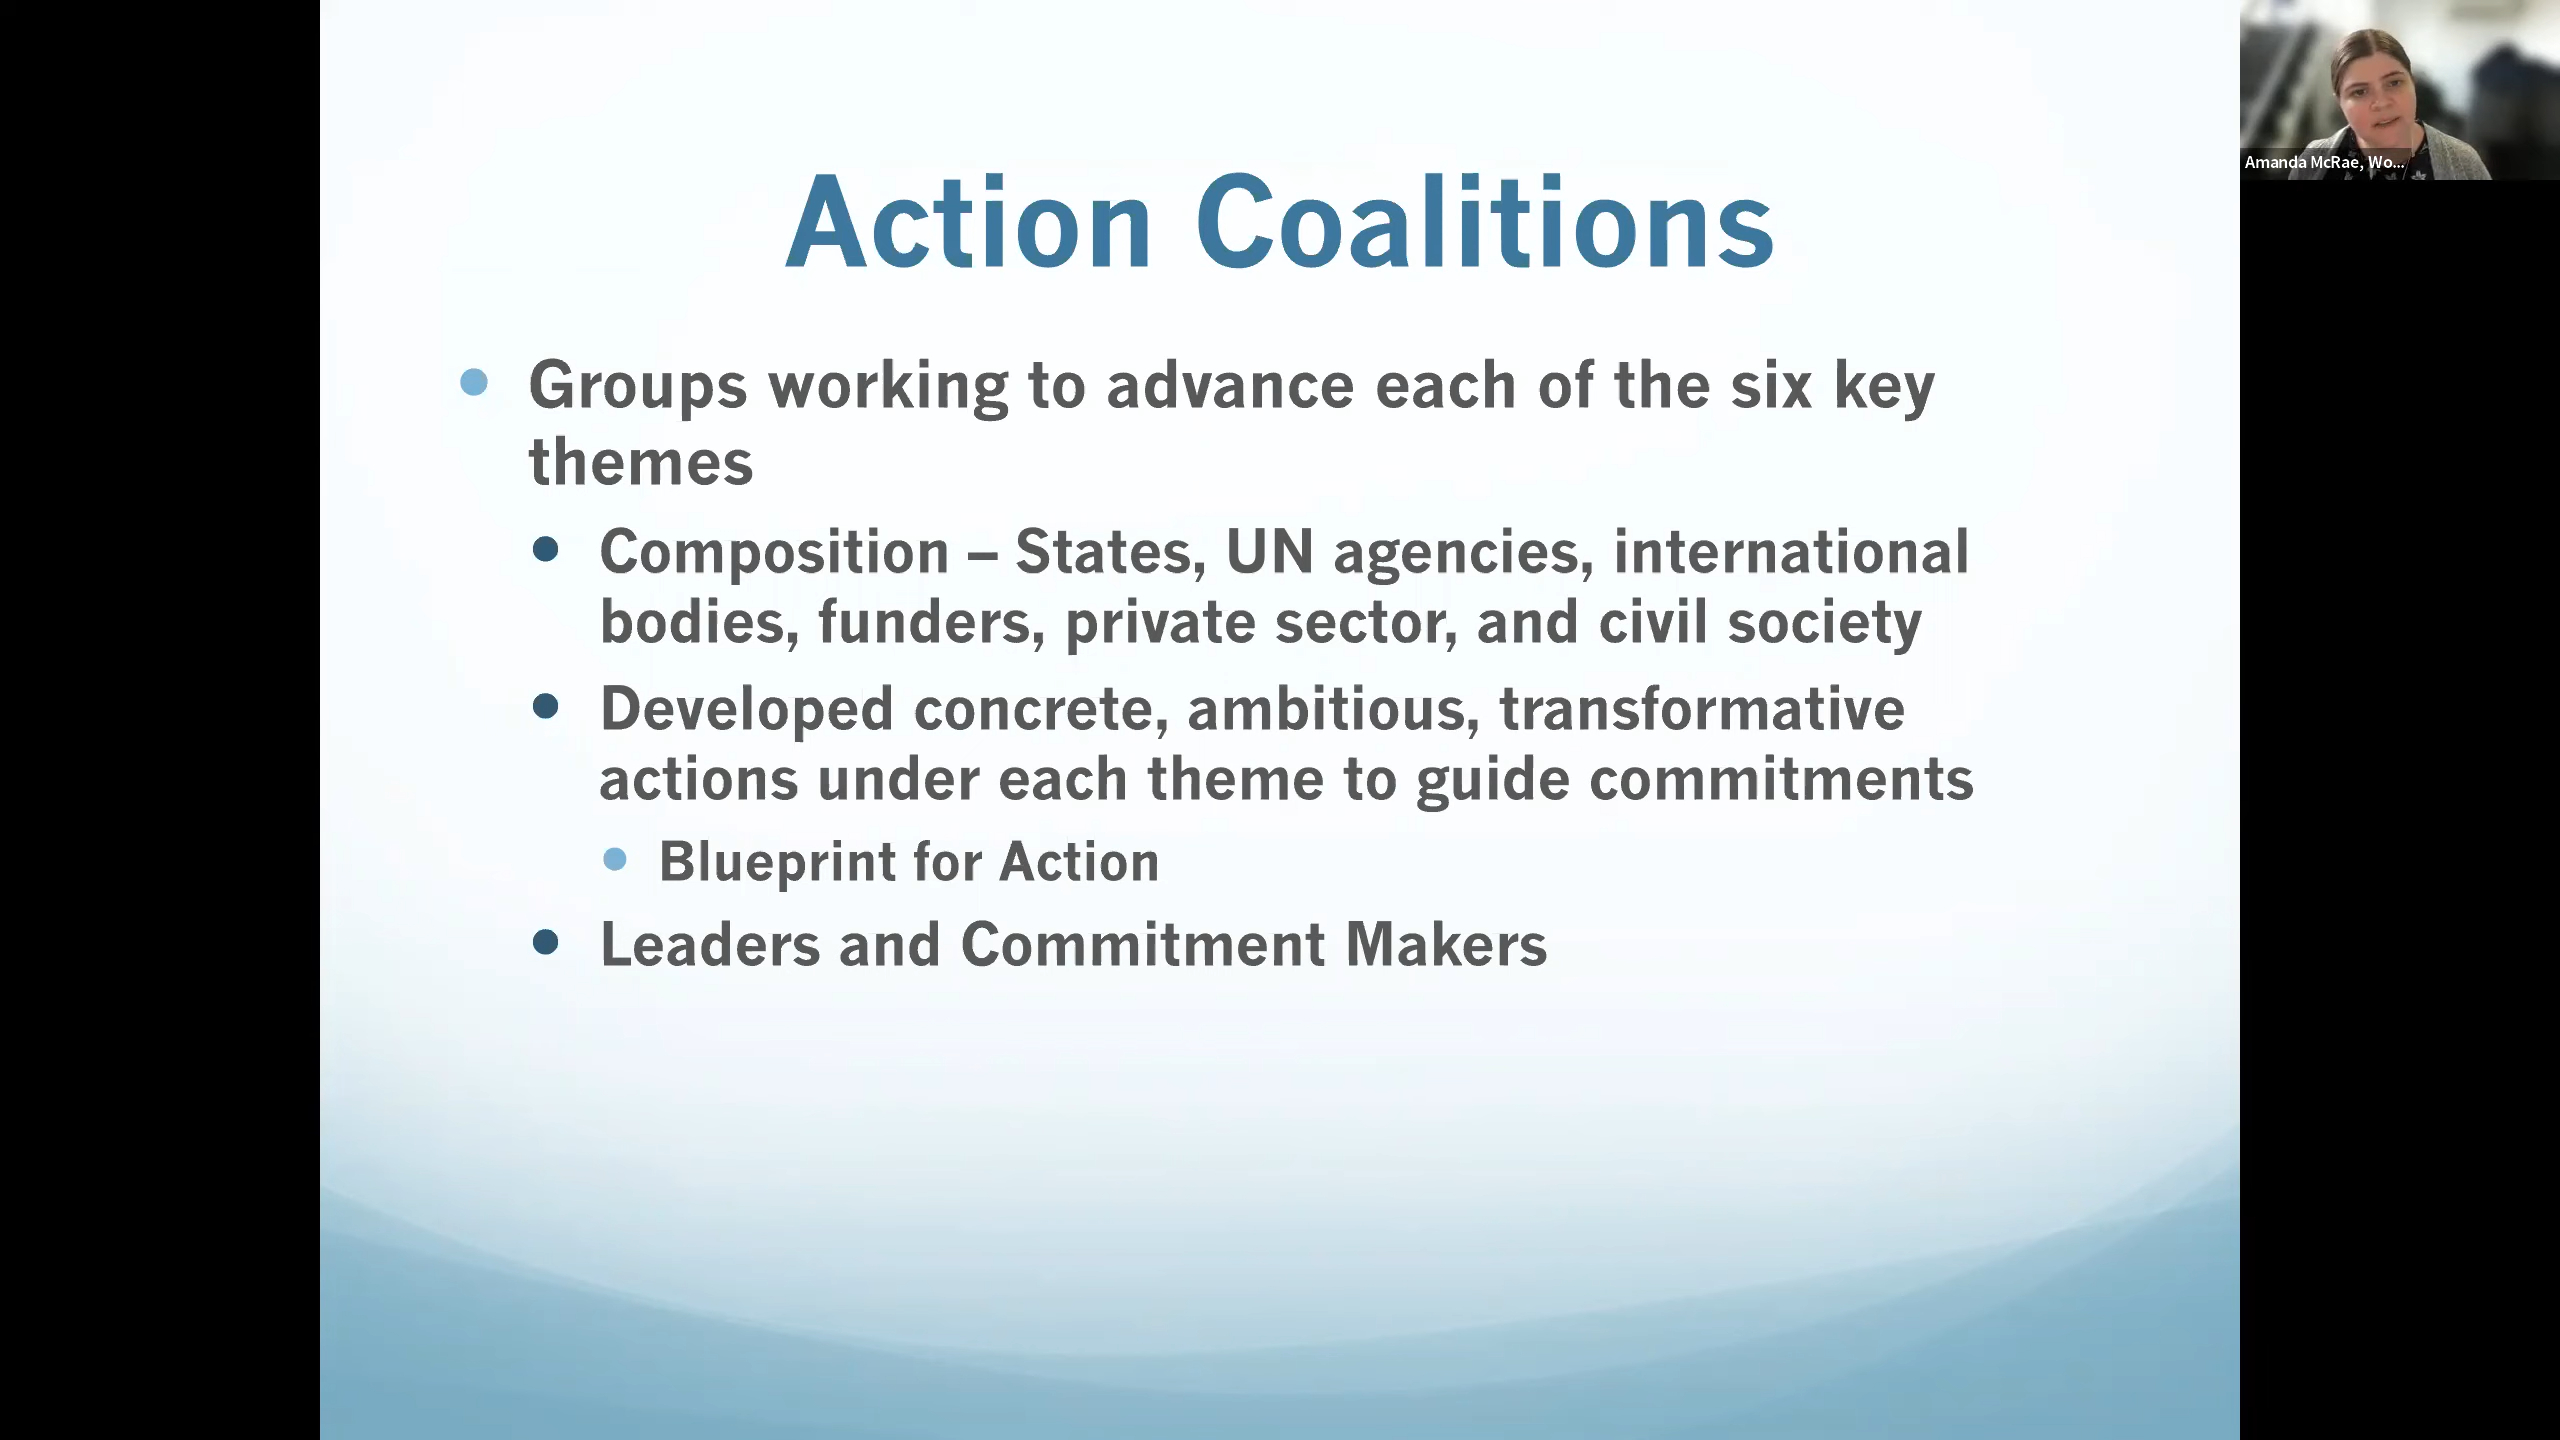 Action Coalitions
Groups working to advance each of the six key
themes
Composition – States, UN agencies, international
bodies, funders, private sector, and civil society
Developed concrete, ambitious, transformative
actions under each theme to guide commitments
Blueprint for Action
Leaders and Commitment Makers
Amanda McRae, Wo...